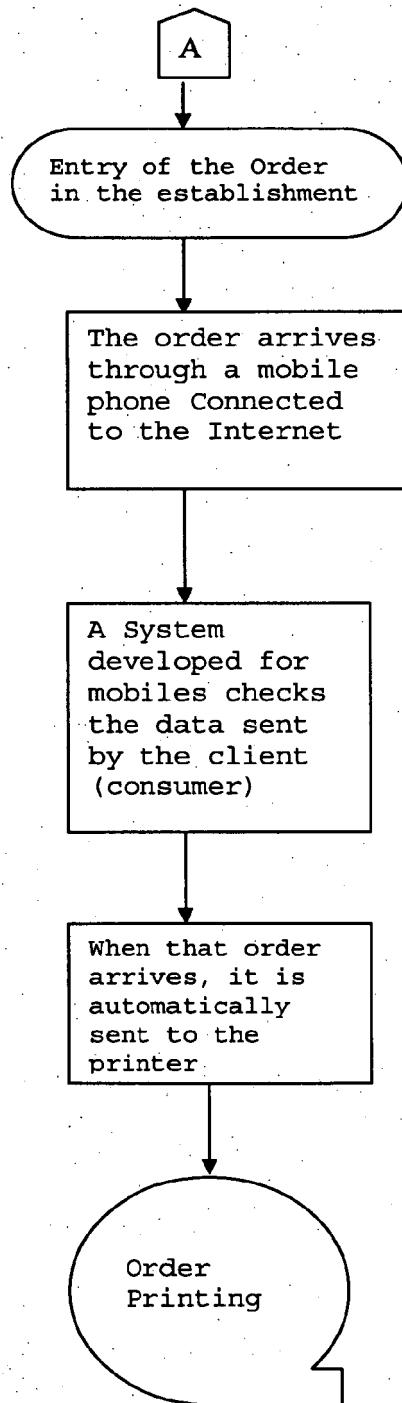 A
Entry of the Order
in the establishment
The order arrives
through a mobile
phone Connected
to the Internet
A System
developed for
mobiles checks
the data sent
by the client
(consumer)
When that order
arrives, it is
automatically
sent to the
printer
Order
Printing